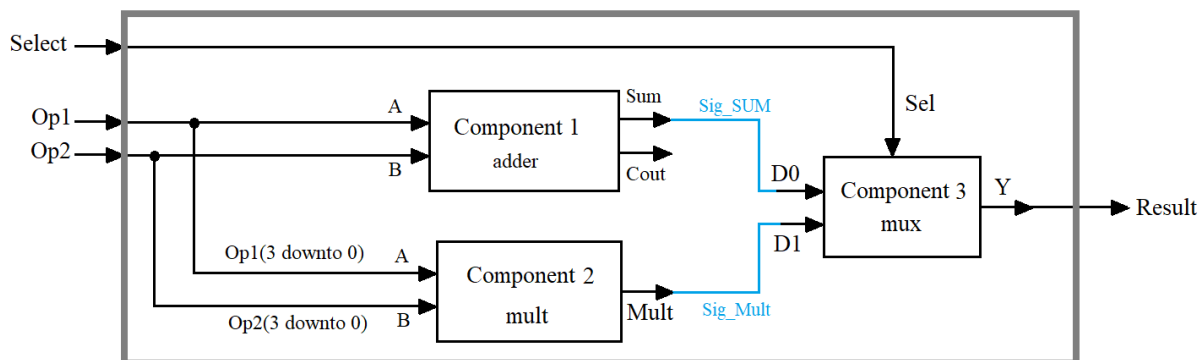 Select
Op1
Op2
A
B
Component 1
adder
Sum
Cout
Sig_SUM
Sel
D0
D1
Component 3
mux
Y
Result
Op1(3 downto 0)
A
Op2(3 downto 0)
B
Component 2
mult
Mult
Sig_Mult